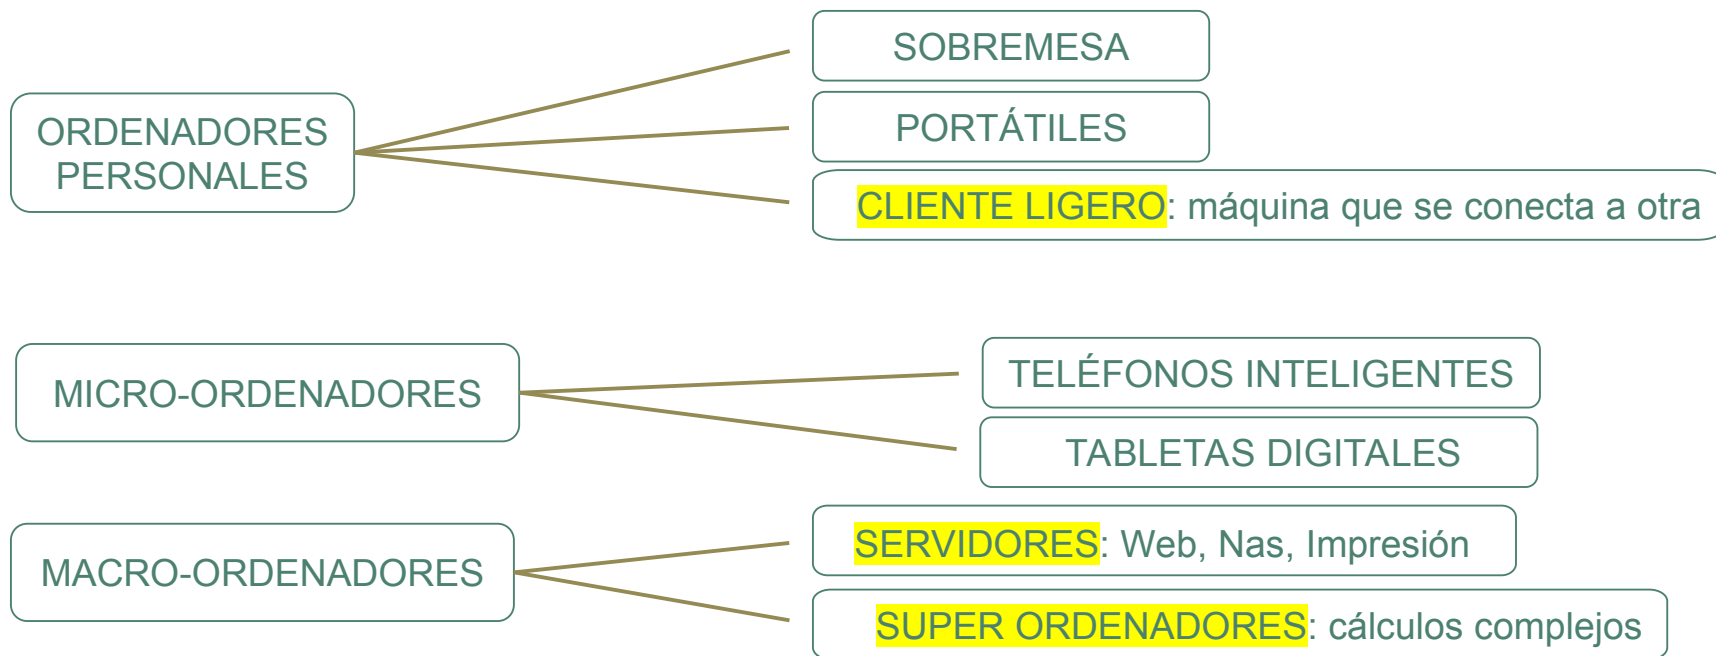 ORDENADORES
PERSONALES
SOBREMESA
PORTÁTILES
CLIENTE LIGERO: máquina que se conecta a otra
MICRO-ORDENADORES
TELÉFONOS INTELIGENTES
TABLETAS DIGITALES
MACRO-ORDENADORES
SERVIDORES: Web, Nas, Impresión
SUPER ORDENADORES: cálculos complejos